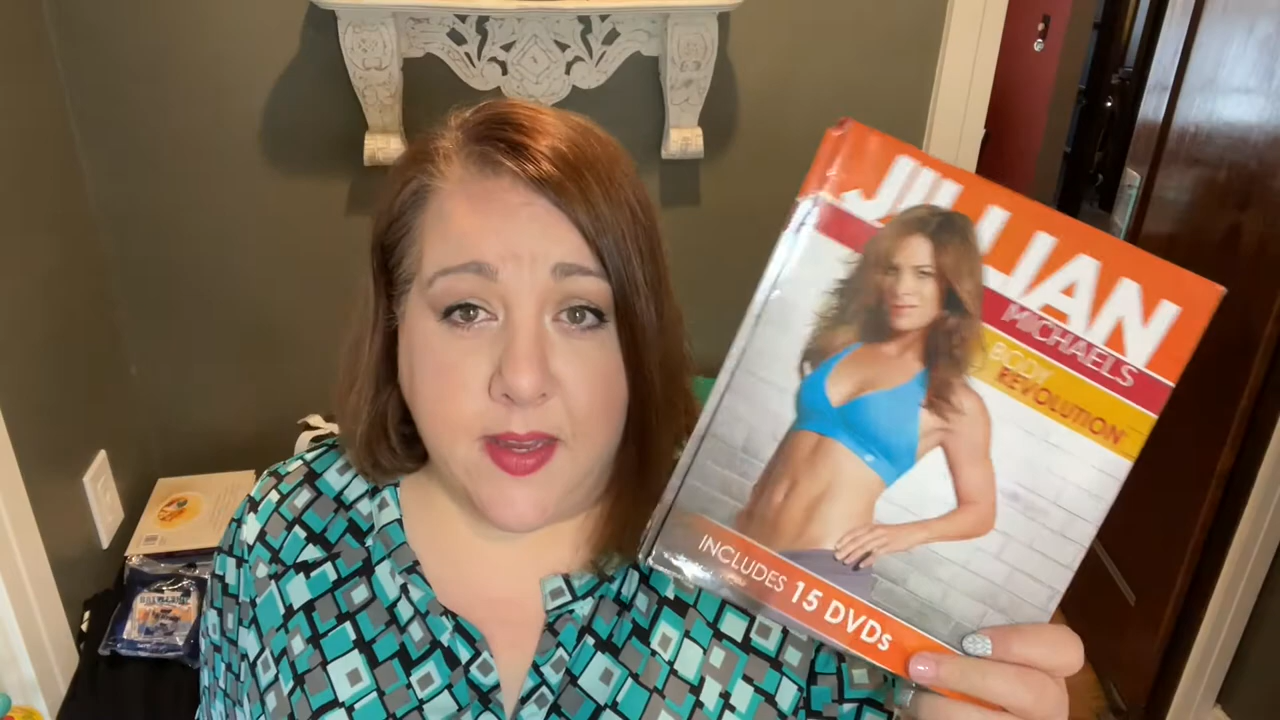 JILLIAN
MICHAELS
BODY
REVOLUTION
INCLUDES 15 DVDs